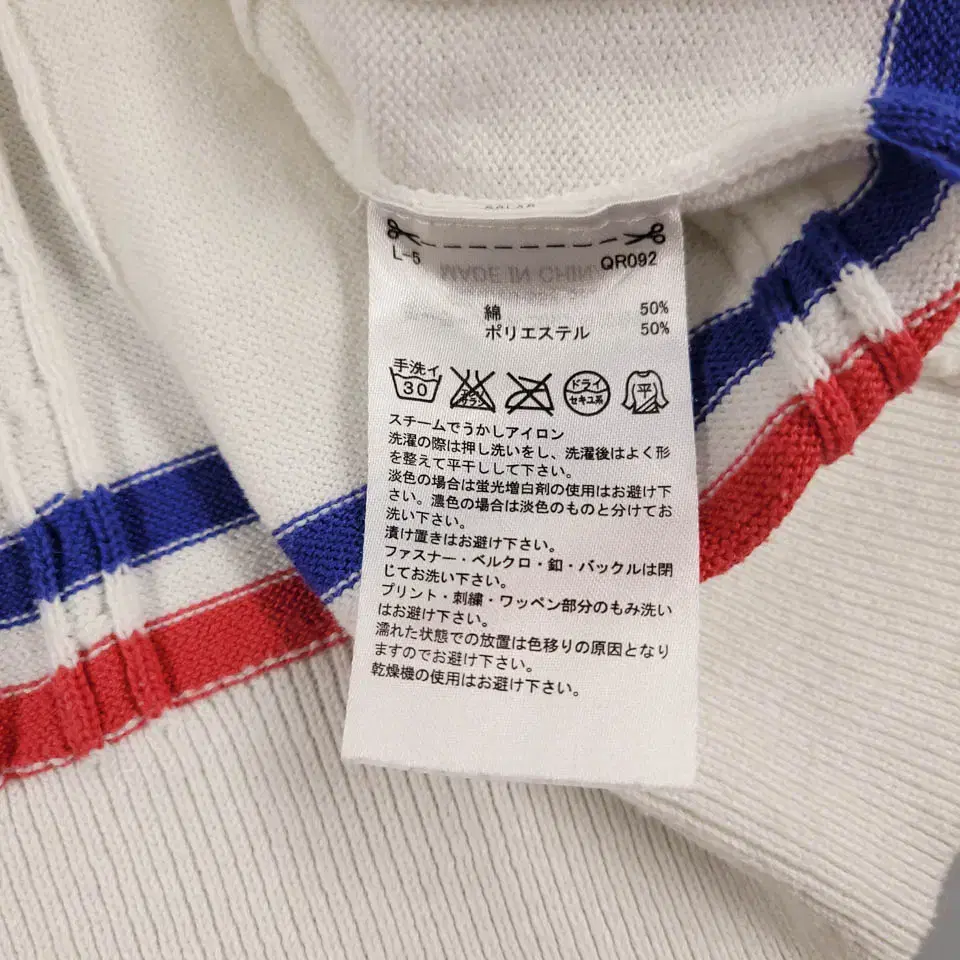 L-5 QR092
MADE IN CHINA
綿 50%
ポリエステル 50%
手洗イ
30
エンソ
サラシ
ドライ
セキユ系
平
スチームでうかしアイロン
洗濯の際は押し洗いをし、洗濯後はよく形
を整えて平干しして下さい。
淡色の場合は蛍光増白剤の使用はお避け下
さい。濃色の場合は淡色のものと分けてお
洗い下さい。
漬け置きはお避け下さい。
ファスナー・ベルクロ・釦・バックルは閉
じてお洗い下さい。
プリント・刺繍・ワッペン部分のもみ洗い
はお避け下さい。
濡れた状態での放置は色移りの原因となり
ますのでお避け下さい。
乾燥機の使用はお避け下さい。